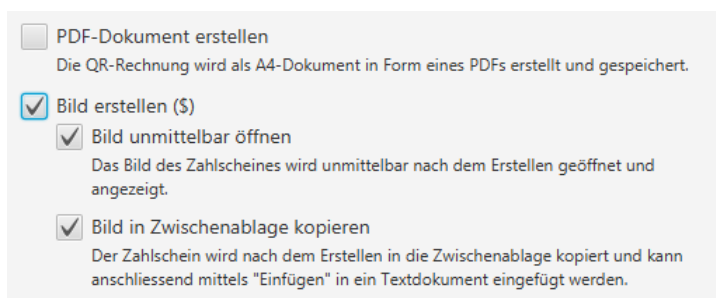 PDF-Dokument erstellen
Die QR-Rechnung wird als A4-Dokument in Form eines PDFs erstellt und gespeichert.
Bild erstellen ($)
Bild unmittelbar öffnen
Das Bild des Zahlscheines wird unmittelbar nach dem Erstellen geöffnet und
angezeigt.
Bild in Zwischenablage kopieren
Der Zahlschein wird nach dem Erstellen in die Zwischenablage kopiert und kann
anschliessend mittels "Einfügen" in ein Textdokument eingefügt werden.